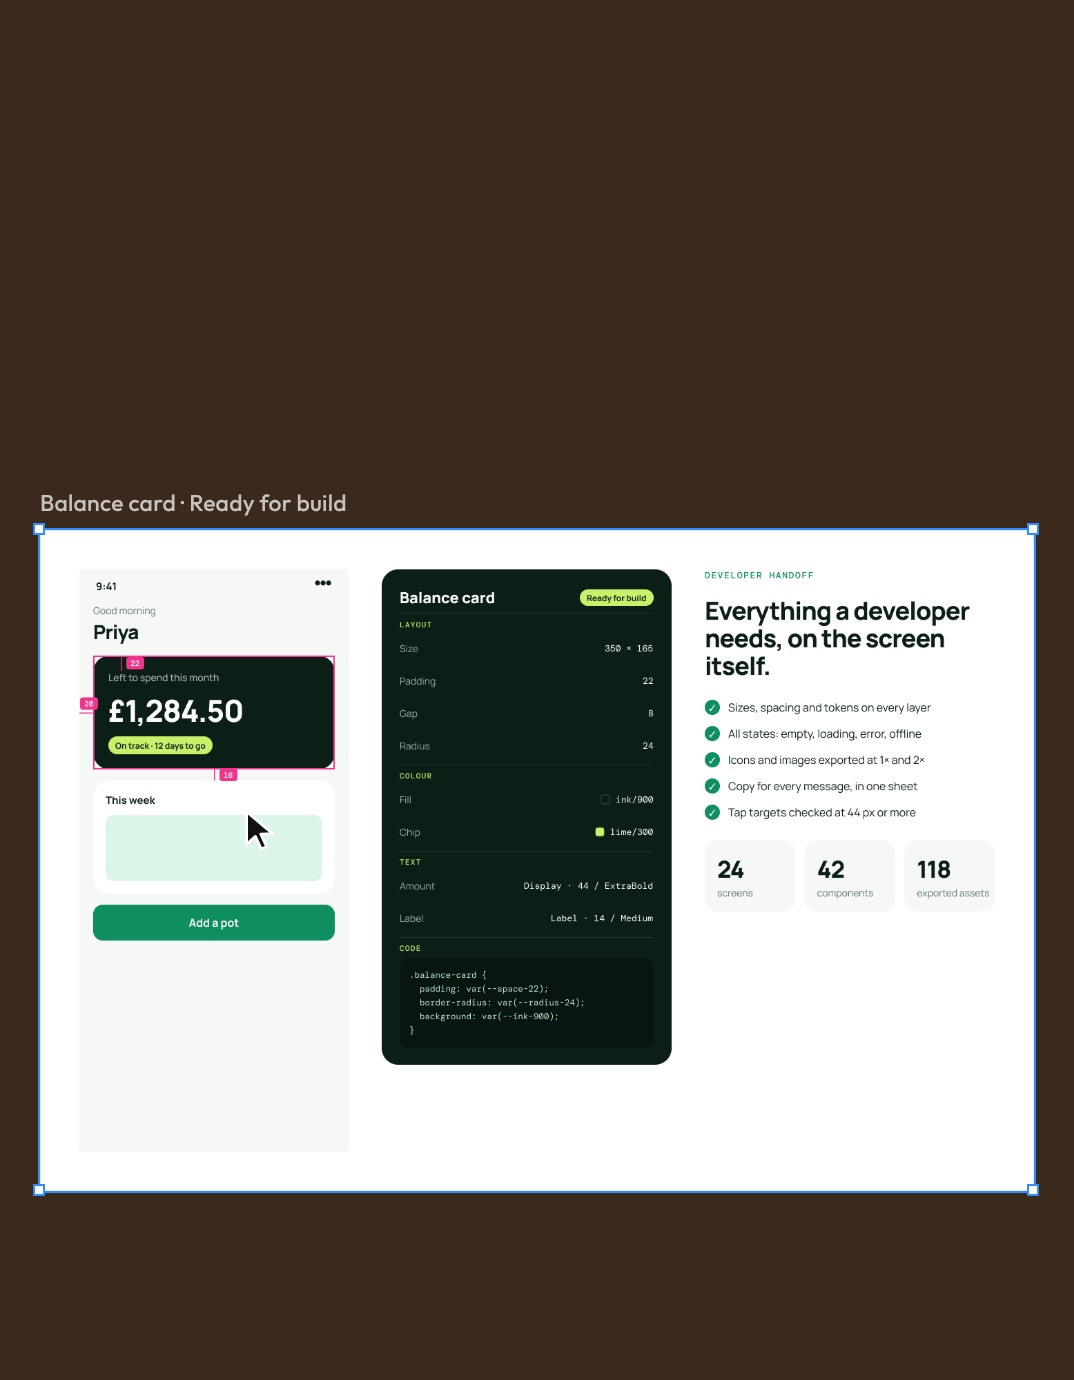 Balance card · Ready for build
9:41
Good morning
Priya
22
Left to spend this month
20
£1,284.50
On track · 12 days to go
16
This week
Add a pot
Balance card
Ready for build
LAYOUT
Size
350 × 165
Padding
22
Gap
8
Radius
24
COLOUR
Fill
ink/900
Chip
lime/300
TEXT
Amount
Display · 44 / ExtraBold
Label
Label · 14 / Medium
CODE
.balance-card {
padding: var(--space-22);
border-radius: var(--radius-24);
background: var(--ink-900);
}
DEVELOPER HANDOFF
Everything a developer
needs, on the screen
itself.
Sizes, spacing and tokens on every layer
All states: empty, loading, error, offline
Icons and images exported at 1× and 2×
Copy for every message, in one sheet
Tap targets checked at 44 px or more
24
screens
42
components
118
exported assets